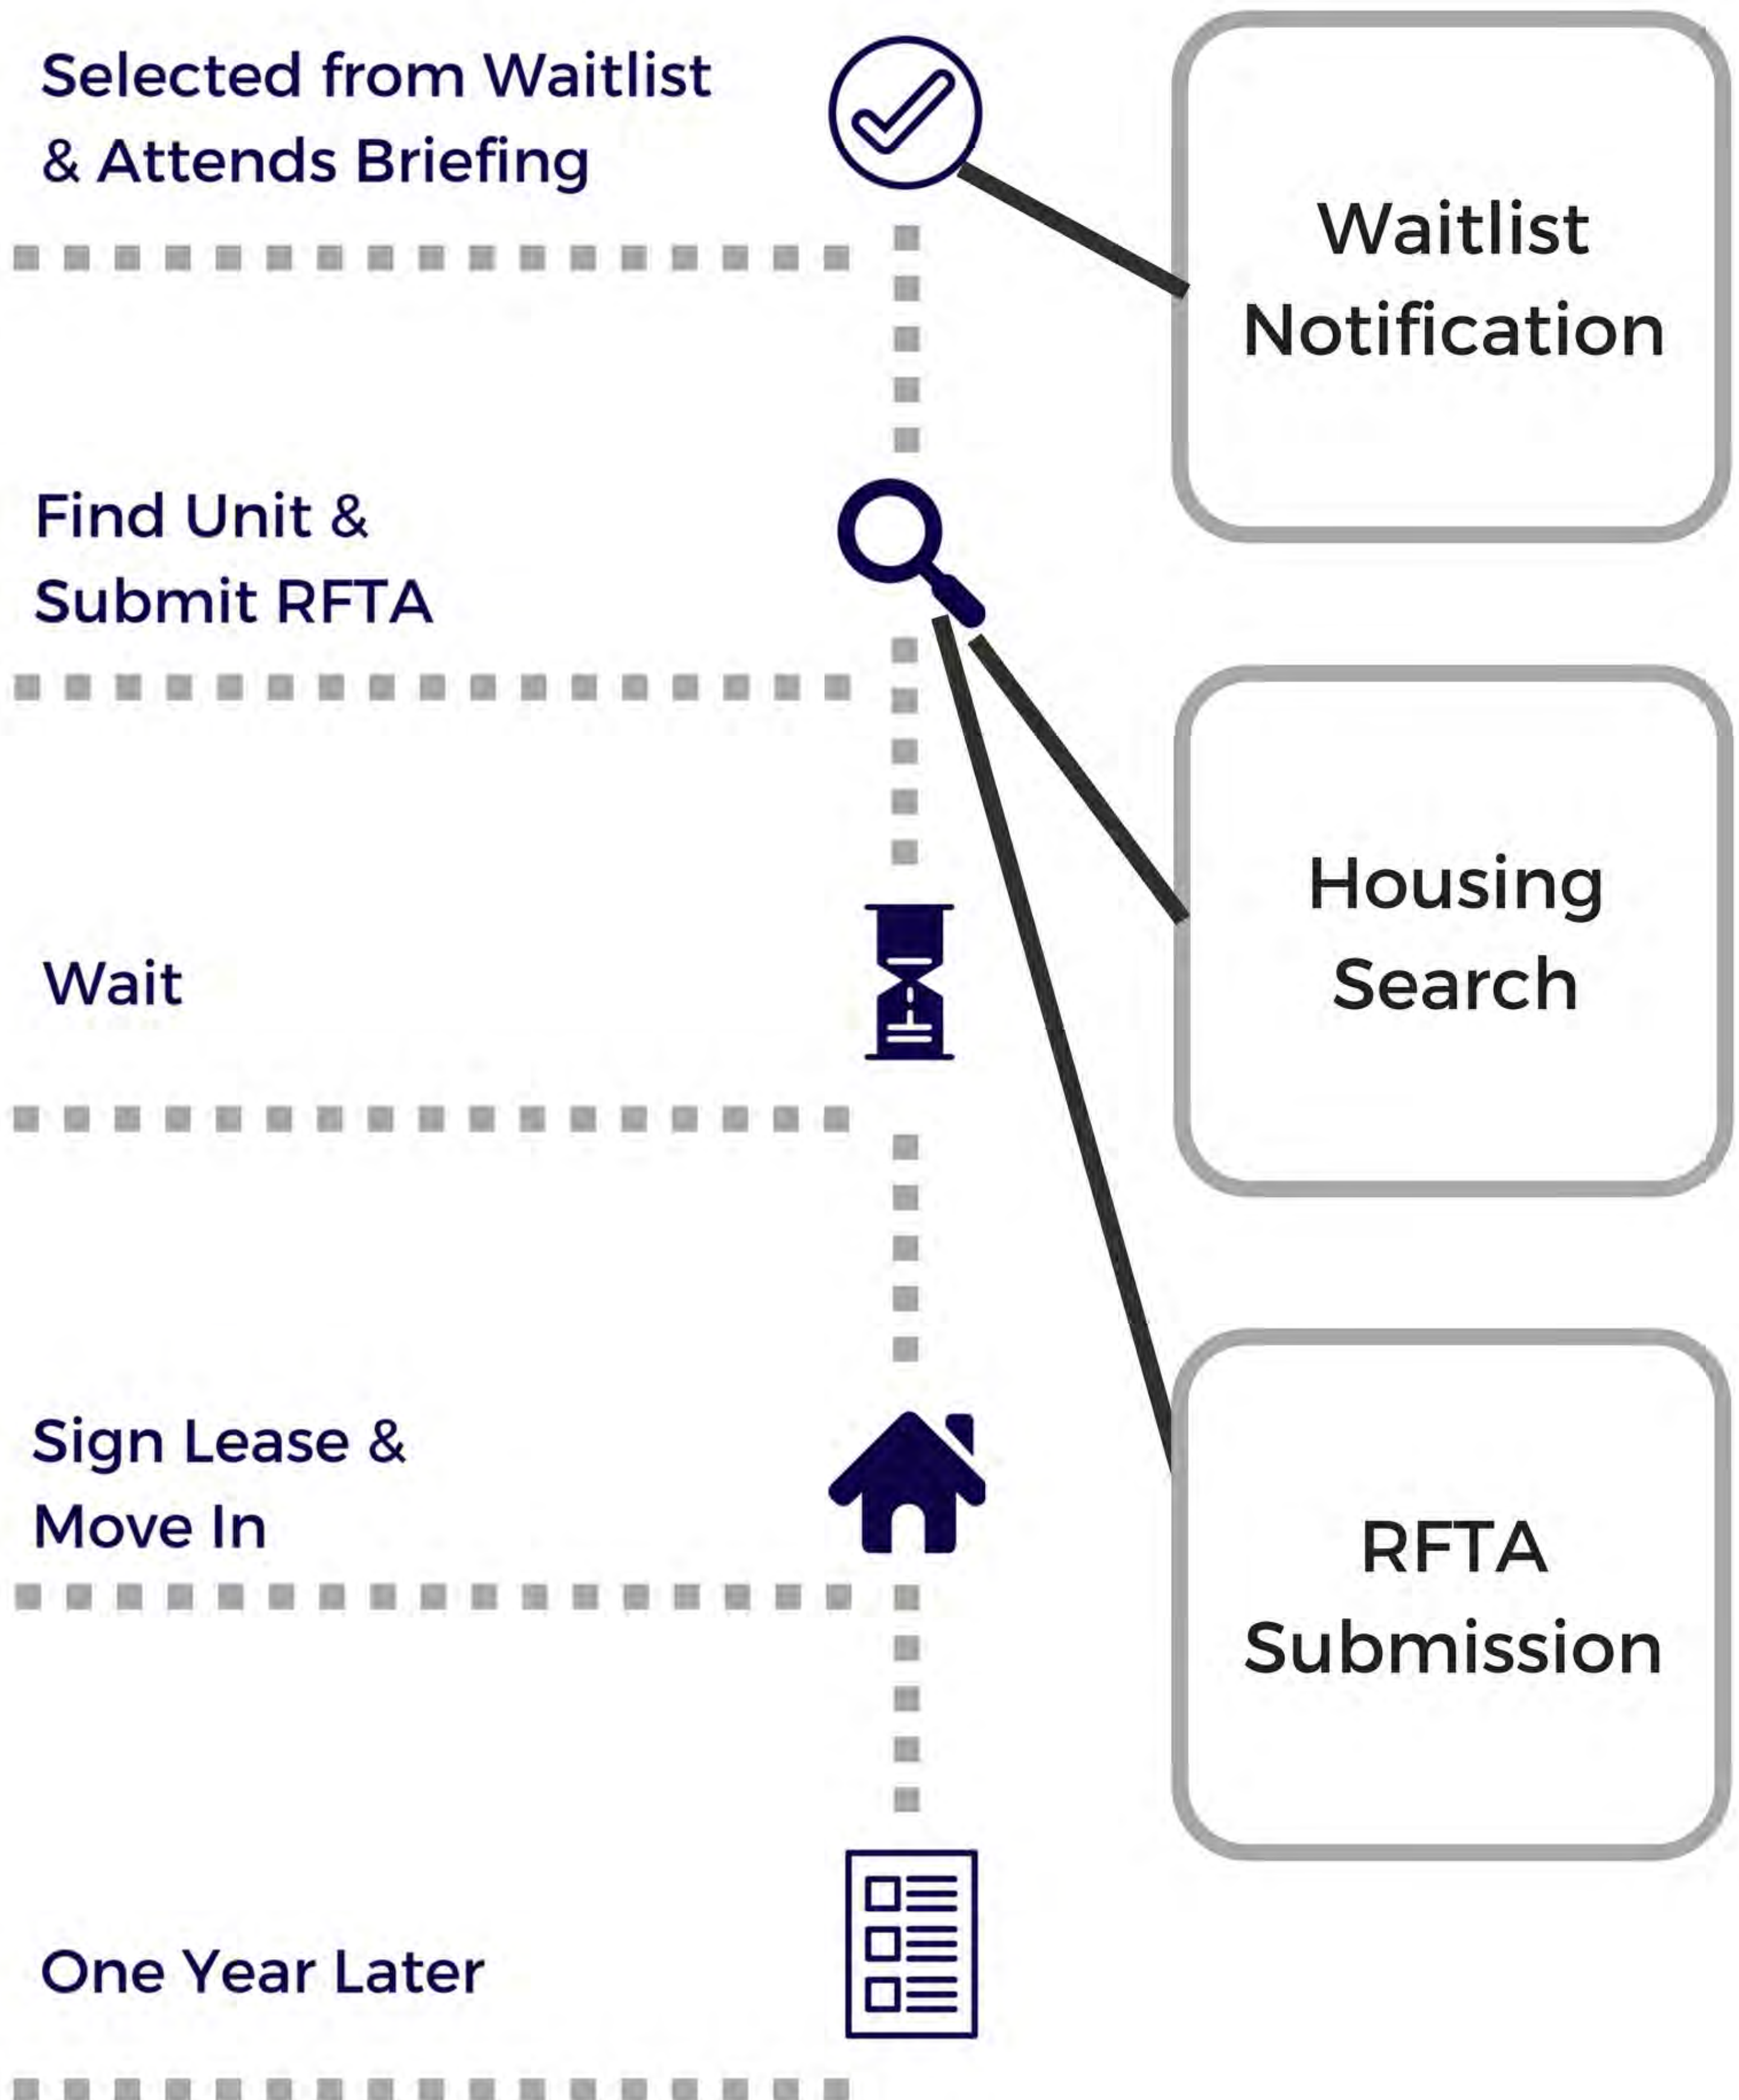 Selected from Waitlist
& Attends Briefing
Waitlist
Notification
Find Unit &
Submit RFTA
Housing
Search
Wait
Sign Lease &
Move In
RFTA
Submission
One Year Later